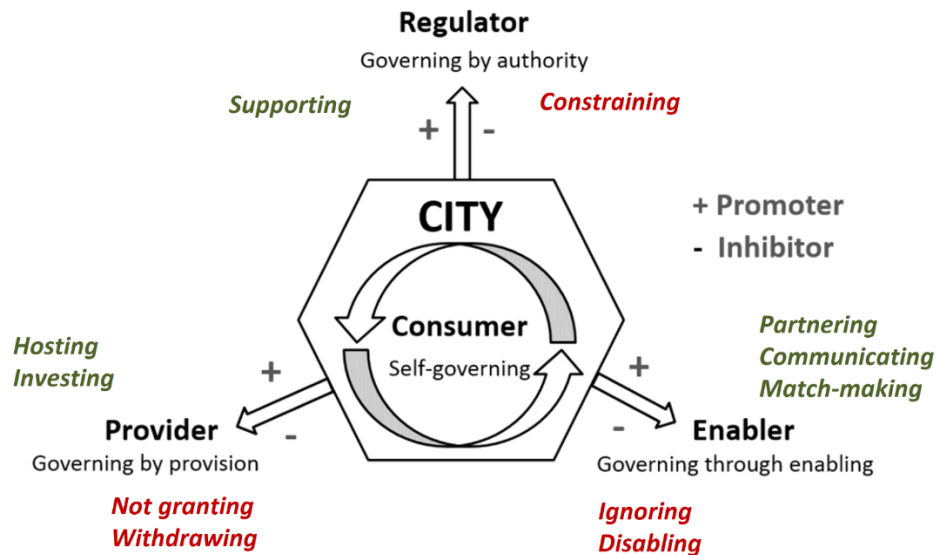 Regulator
Governing by authority
Supporting
Constraining
+ -
CITY
+ Promoter
- Inhibitor
Consumer
Self-governing
Hosting
Investing
+
-
Provider
Governing by provision
Not granting
Withdrawing
Partnering
Communicating
Match-making
+
-
Enabler
Governing through enabling
Ignoring
Disabling